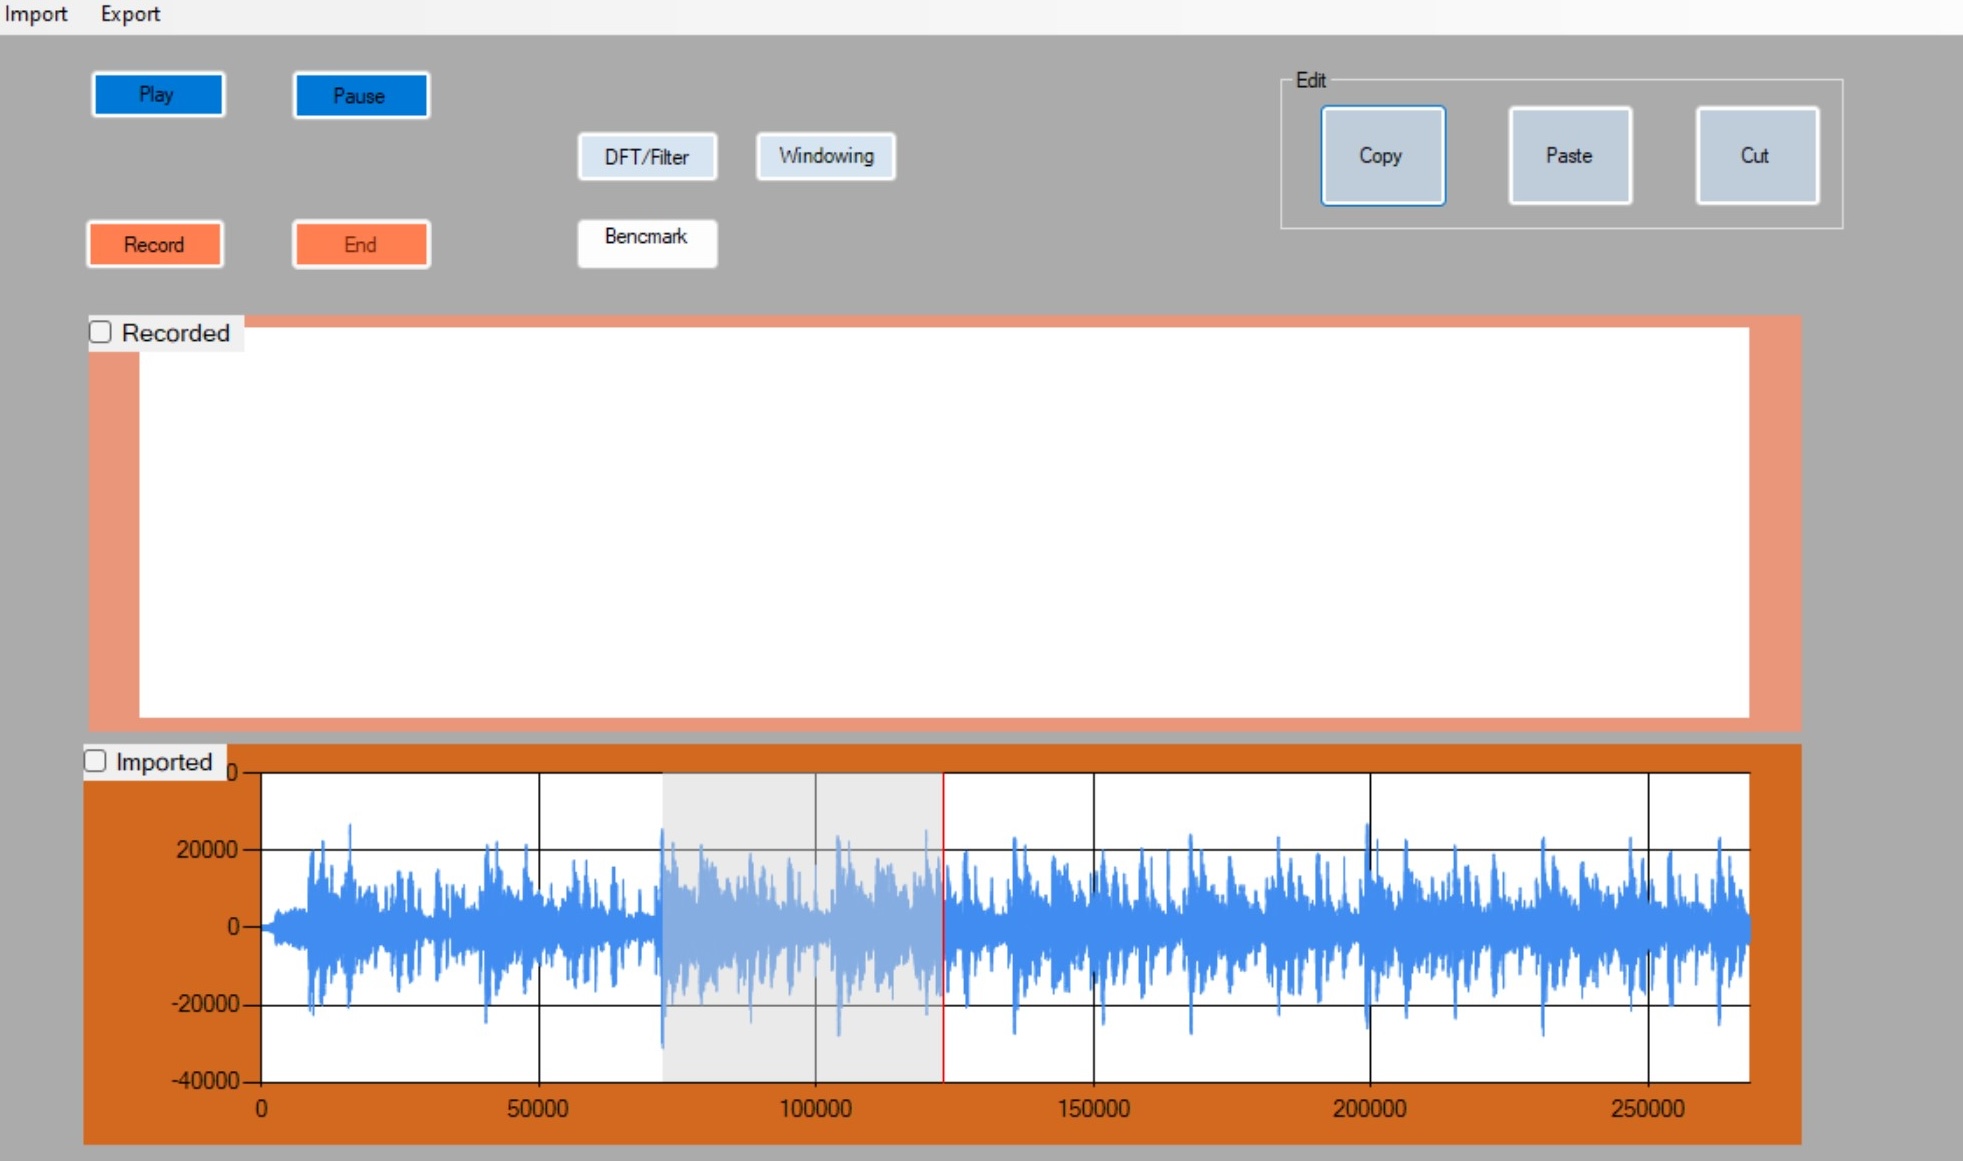 Import Export
Play Pause
Edit
Copy Paste Cut
DFT/Filter Windowing
Record End Bencmark
Recorded
Imported
0
20000
0
-20000
-40000
0 50000 100000 150000 200000 250000